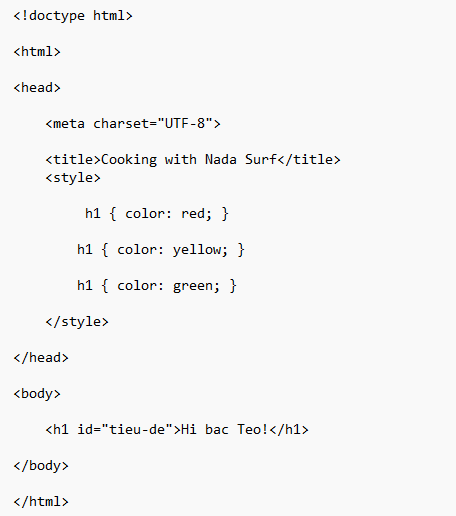 <!doctype html>
<html>
<head>
<meta charset="UTF-8">
<title>Cooking with Nada Surf</title>
<style>
h1 { color: red; }
h1 { color: yellow; }
h1 { color: green; }
</style>
</head>
<body>
<h1 id="tieu-de">Hi bac Teo!</h1>
</body>
</html>